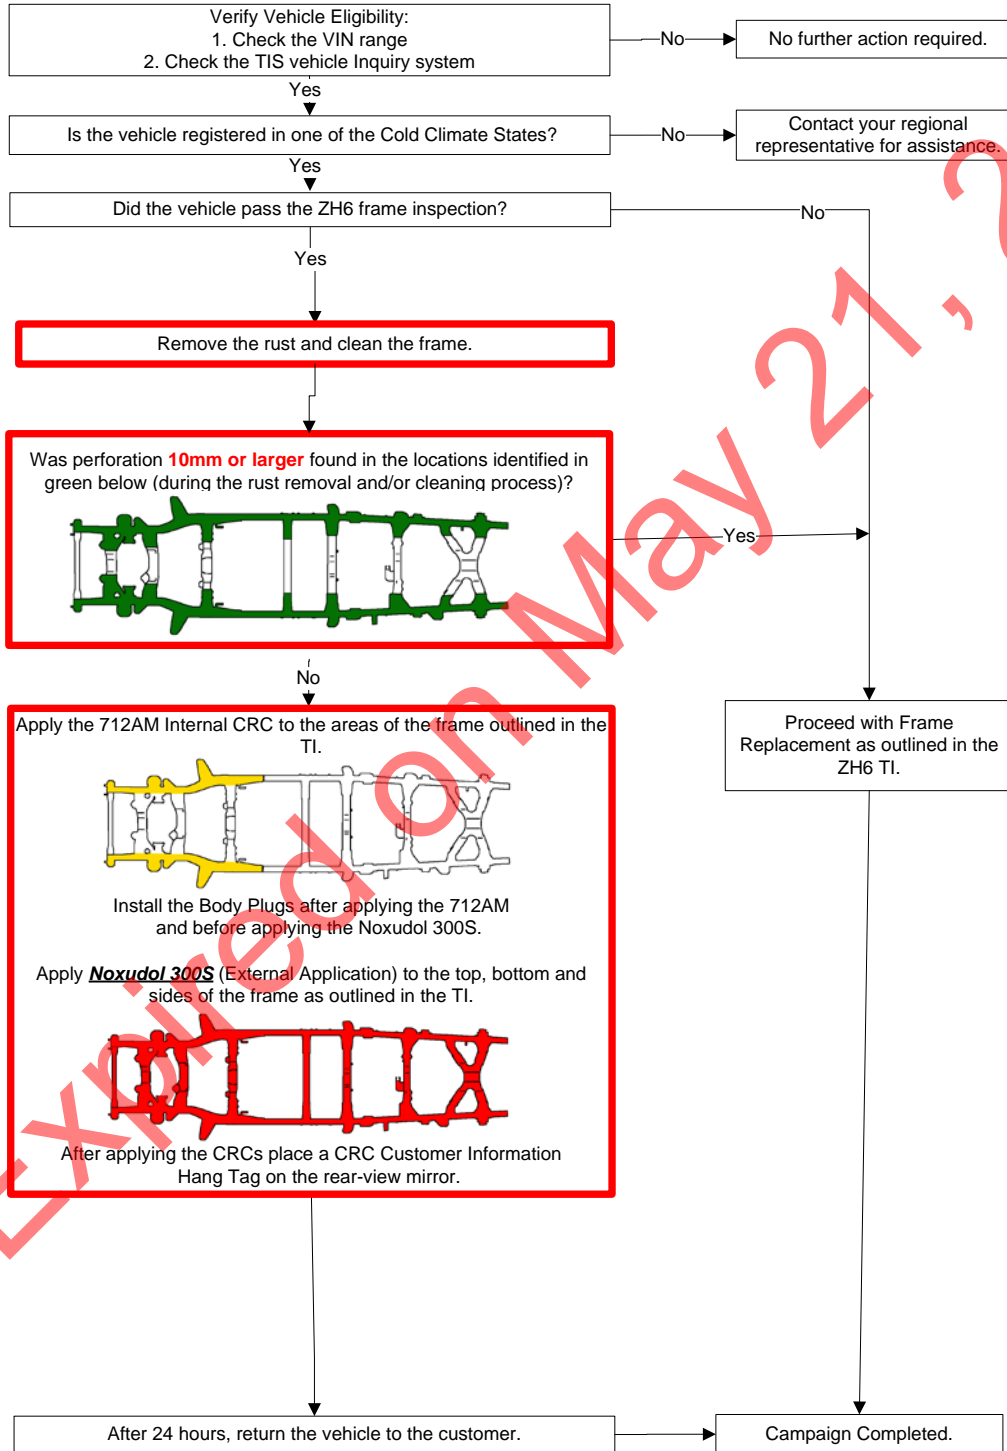 Verify Vehicle Eligibility:
1. Check the VIN range
2. Check the TIS vehicle Inquiry system
No
No further action required.
Yes
Is the vehicle registered in one of the Cold Climate States?
No
Contact your regional
representative for assistance.
Yes
Did the vehicle pass the ZH6 frame inspection?
No
Yes
Remove the rust and clean the frame.
Was perforation 10mm or larger found in the locations identified in
green below (during the rust removal and/or cleaning process)?
Yes
No
Apply the 712AM Internal CRC to the areas of the frame outlined in the
TI.
Install the Body Plugs after applying the 712AM
and before applying the Noxudol 300S.
Apply Noxudol 300S (External Application) to the top, bottom and
sides of the frame as outlined in the TI.
After applying the CRCs place a CRC Customer Information
Hang Tag on the rear-view mirror.
Proceed with Frame
Replacement as outlined in the
ZH6 TI.
After 24 hours, return the vehicle to the customer.
Campaign Completed.
Expired on May 21, 2